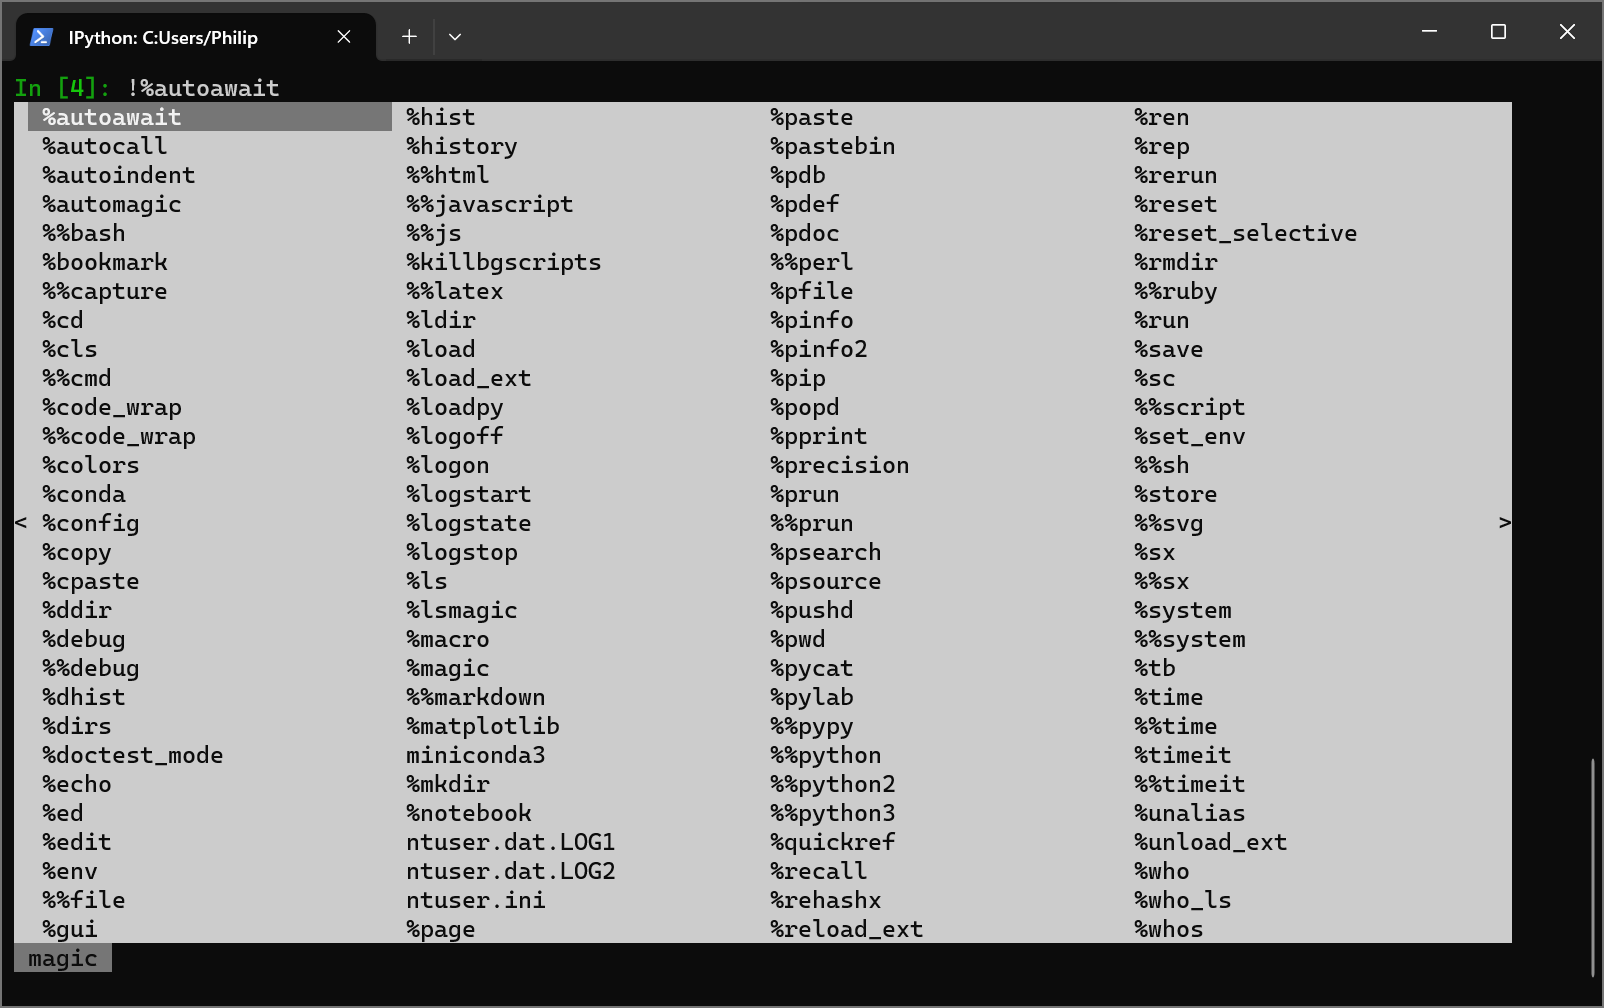 IPython: C:Users/Philip
In [4]: !%autoawait
%autoawait %hist %paste %ren
%autocall %history %pastebin %rep
%autoindent %%html %pdb %rerun
%automagic %%javascript %pdef %reset
%%bash %%js %pdoc %reset_selective
%bookmark %killbgscripts %%perl %rmdir
%%capture %%latex %pfile %%ruby
%cd %ldir %pinfo %run
%cls %load %pinfo2 %save
%%cmd %load_ext %pip %sc
%code_wrap %loadpy %popd %%script
%%code_wrap %logoff %pprint %set_env
%colors %logon %precision %%sh
%conda %logstart %prun %store
< %config %logstate %%prun %%svg >
%copy %logstop %psearch %sx
%cpaste %ls %psource %%sx
%ddir %lsmagic %pushd %system
%debug %macro %pwd %%system
%%debug %magic %pycat %tb
%dhist %%markdown %pylab %time
%dirs %matplotlib %%pypy %%time
%doctest_mode miniconda3 %%python %timeit
%echo %mkdir %%python2 %%timeit
%ed %notebook %%python3 %unalias
%edit ntuser.dat.LOG1 %quickref %unload_ext
%env ntuser.dat.LOG2 %recall %who
%%file ntuser.ini %rehashx %who_ls
%gui %page %reload_ext %whos
magic